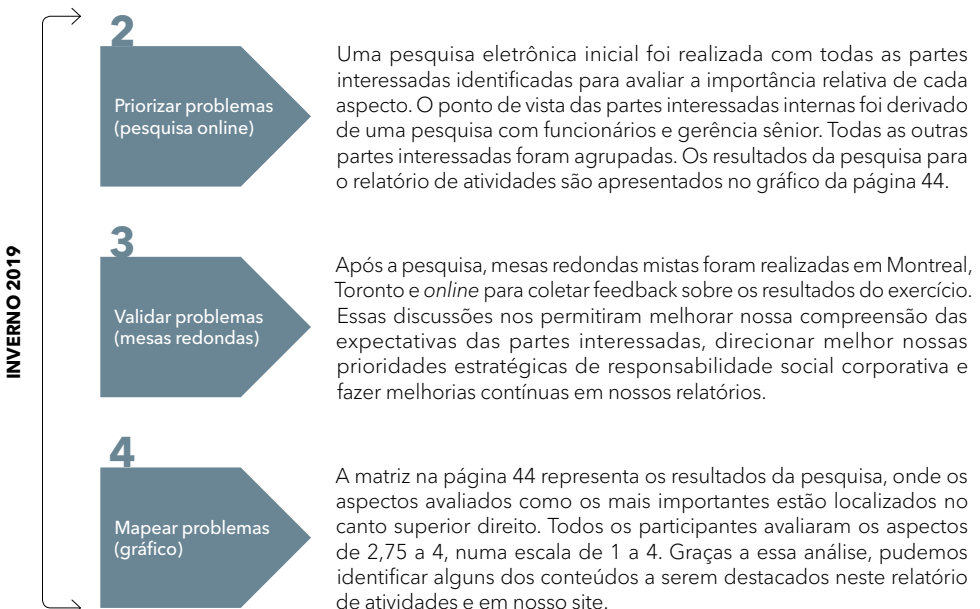 INVERNO 2019
2
Priorizar problemas
(pesquisa online)
Uma pesquisa eletrônica inicial foi realizada com todas as partes
interessadas identificadas para avaliar a importância relativa de cada
aspecto. O ponto de vista das partes interessadas internas foi derivado
de uma pesquisa com funcionários e gerência sênior. Todas as outras
partes interessadas foram agrupadas. Os resultados da pesquisa para
o relatório de atividades são apresentados no gráfico da página 44.
3
Validar problemas
(mesas redondas)
Após a pesquisa, mesas redondas mistas foram realizadas em Montreal,
Toronto e online para coletar feedback sobre os resultados do exercício.
Essas discussões nos permitiram melhorar nossa compreensão das
expectativas das partes interessadas, direcionar melhor nossas
prioridades estratégicas de responsabilidade social corporativa e
fazer melhorias contínuas em nossos relatórios.
4
Mapear problemas
(gráfico)
A matriz na página 44 representa os resultados da pesquisa, onde os
aspectos avaliados como os mais importantes estão localizados no
canto superior direito. Todos os participantes avaliaram os aspectos
de 2,75 a 4, numa escala de 1 a 4. Graças a essa análise, pudemos
identificar alguns dos conteúdos a serem destacados neste relatório
de atividades e em nosso site.